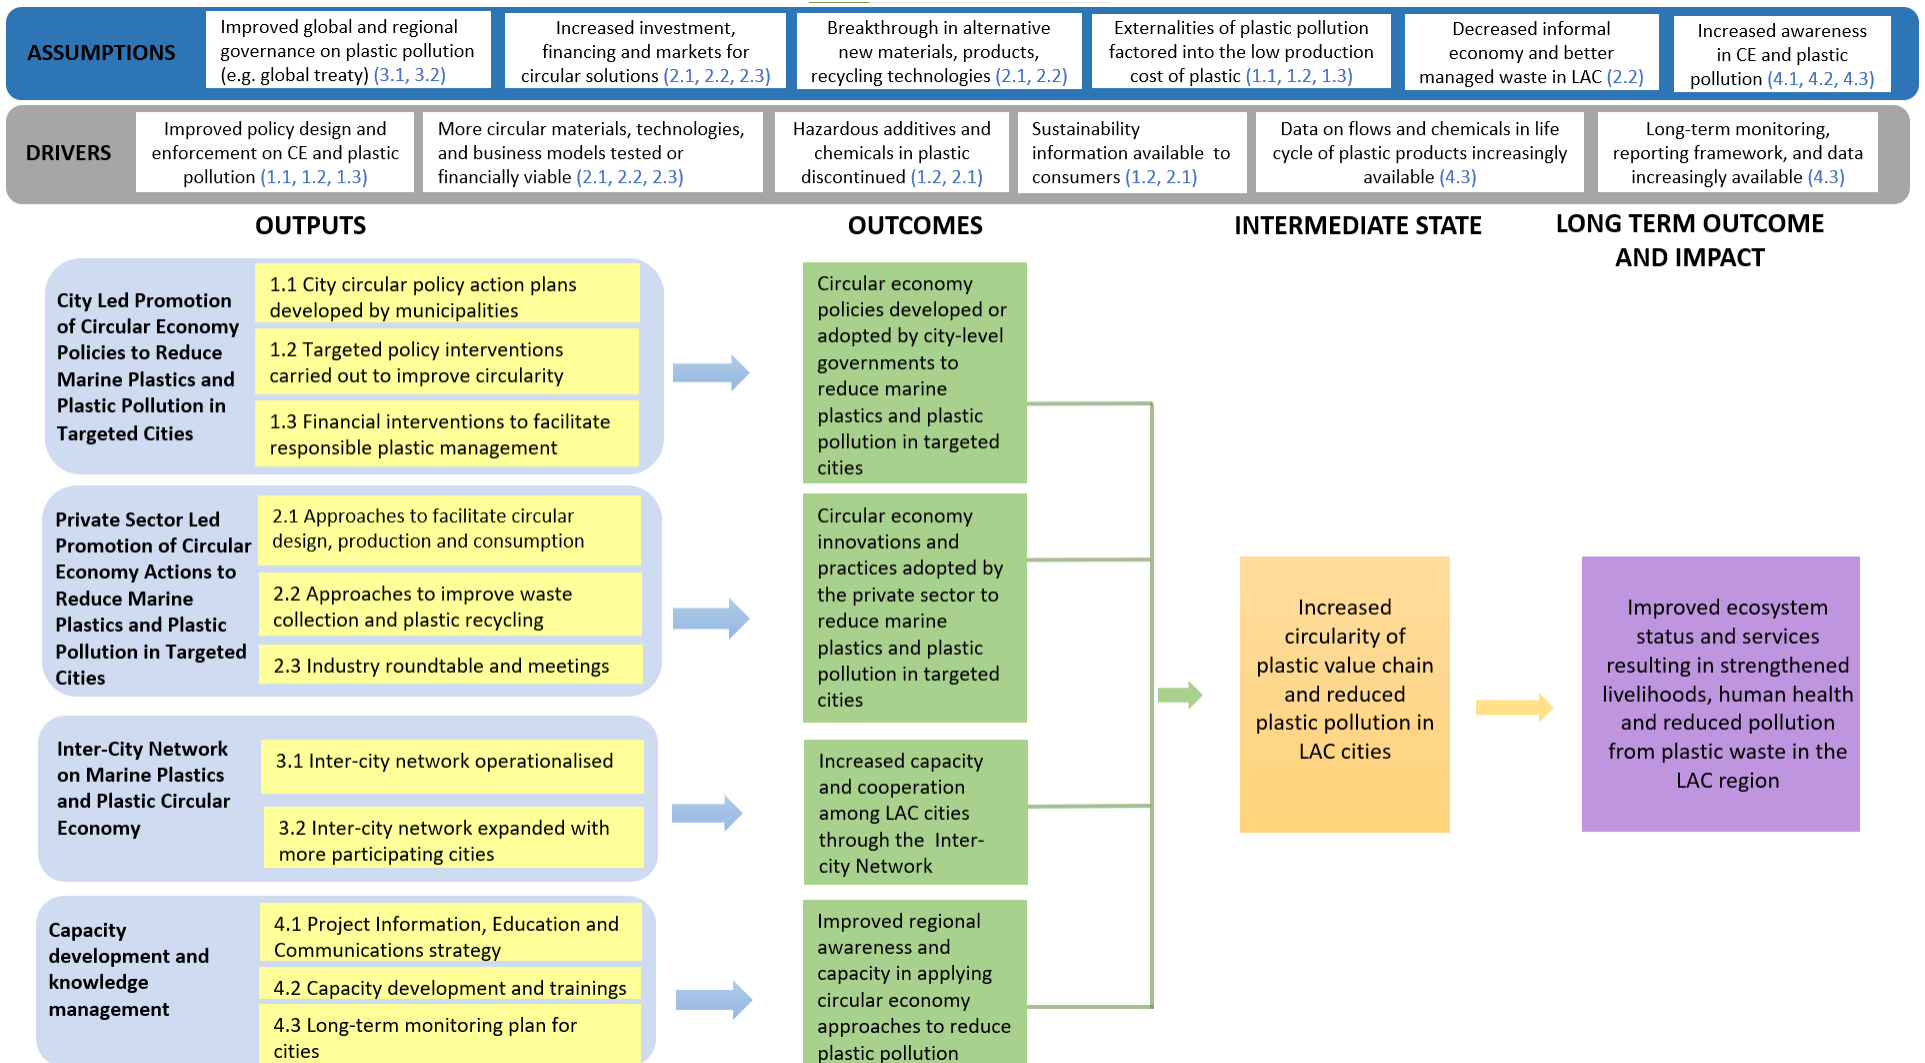 ASSUMPTIONS
Improved global and regional
governance on plastic pollution
(e.g. global treaty) (3.1, 3.2)
Increased investment,
financing and markets for
circular solutions (2.1, 2.2, 2.3)
Breakthrough in alternative
new materials, products,
recycling technologies (2.1, 2.2)
Externalities of plastic pollution
factored into the low production
cost of plastic (1.1, 1.2, 1.3)
Decreased informal
economy and better
managed waste in LAC (2.2)
Increased awareness
in CE and plastic
pollution (4.1, 4.2, 4.3)
DRIVERS
Improved policy design and
enforcement on CE and plastic
pollution (1.1, 1.2, 1.3)
More circular materials, technologies,
and business models tested or
financially viable (2.1, 2.2, 2.3)
Hazardous additives and
chemicals in plastic
discontinued (1.2, 2.1)
Sustainability
information available to
consumers (1.2, 2.1)
Data on flows and chemicals in life
cycle of plastic products increasingly
available (4.3)
Long-term monitoring,
reporting framework, and data
increasingly available (4.3)
OUTPUTS
OUTCOMES
INTERMEDIATE STATE
LONG TERM OUTCOME
AND IMPACT
City Led Promotion
of Circular Economy
Policies to Reduce
Marine Plastics and
Plastic Pollution in
Targeted Cities
1.1 City circular policy action plans
developed by municipalities
1.2 Targeted policy interventions
carried out to improve circularity
1.3 Financial interventions to facilitate
responsible plastic management
Circular economy
policies developed or
adopted by city-level
governments to
reduce marine
plastics and plastic
pollution in targeted
cities
Private Sector Led
Promotion of Circular
Economy Actions to
Reduce Marine
Plastics and Plastic
Pollution in Targeted
Cities
2.1 Approaches to facilitate circular
design, production and consumption
2.2 Approaches to improve waste
collection and plastic recycling
2.3 Industry roundtable and meetings
Circular economy
innovations and
practices adopted by
the private sector to
reduce marine
plastics and plastic
pollution in targeted
cities
Inter-City Network
on Marine Plastics
and Plastic Circular
Economy
3.1 Inter-city network operationalised
3.2 Inter-city network expanded with
more participating cities
Increased capacity
and cooperation
among LAC cities
through the Inter-
city Network
Capacity
development and
knowledge
management
4.1 Project Information, Education and
Communications strategy
4.2 Capacity development and trainings
4.3 Long-term monitoring plan for
cities
Improved regional
awareness and
capacity in applying
circular economy
approaches to reduce
plastic pollution
Increased
circularity of
plastic value chain
and reduced
plastic pollution in
LAC cities
Improved ecosystem
status and services
resulting in strengthened
livelihoods, human health
and reduced pollution
from plastic waste in the
LAC region